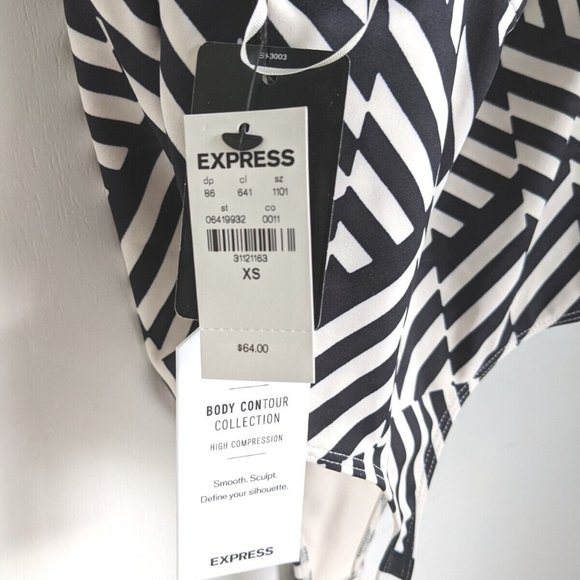 EXPRESS
dp cl sz
86 641 1101
st co
06419932 0011
31121163
XS
$64.00
BODY CONTOUR
COLLECTION
HIGH COMPRESSION
Smooth. Sculpt.
Define your silhouette.
EXPRESS